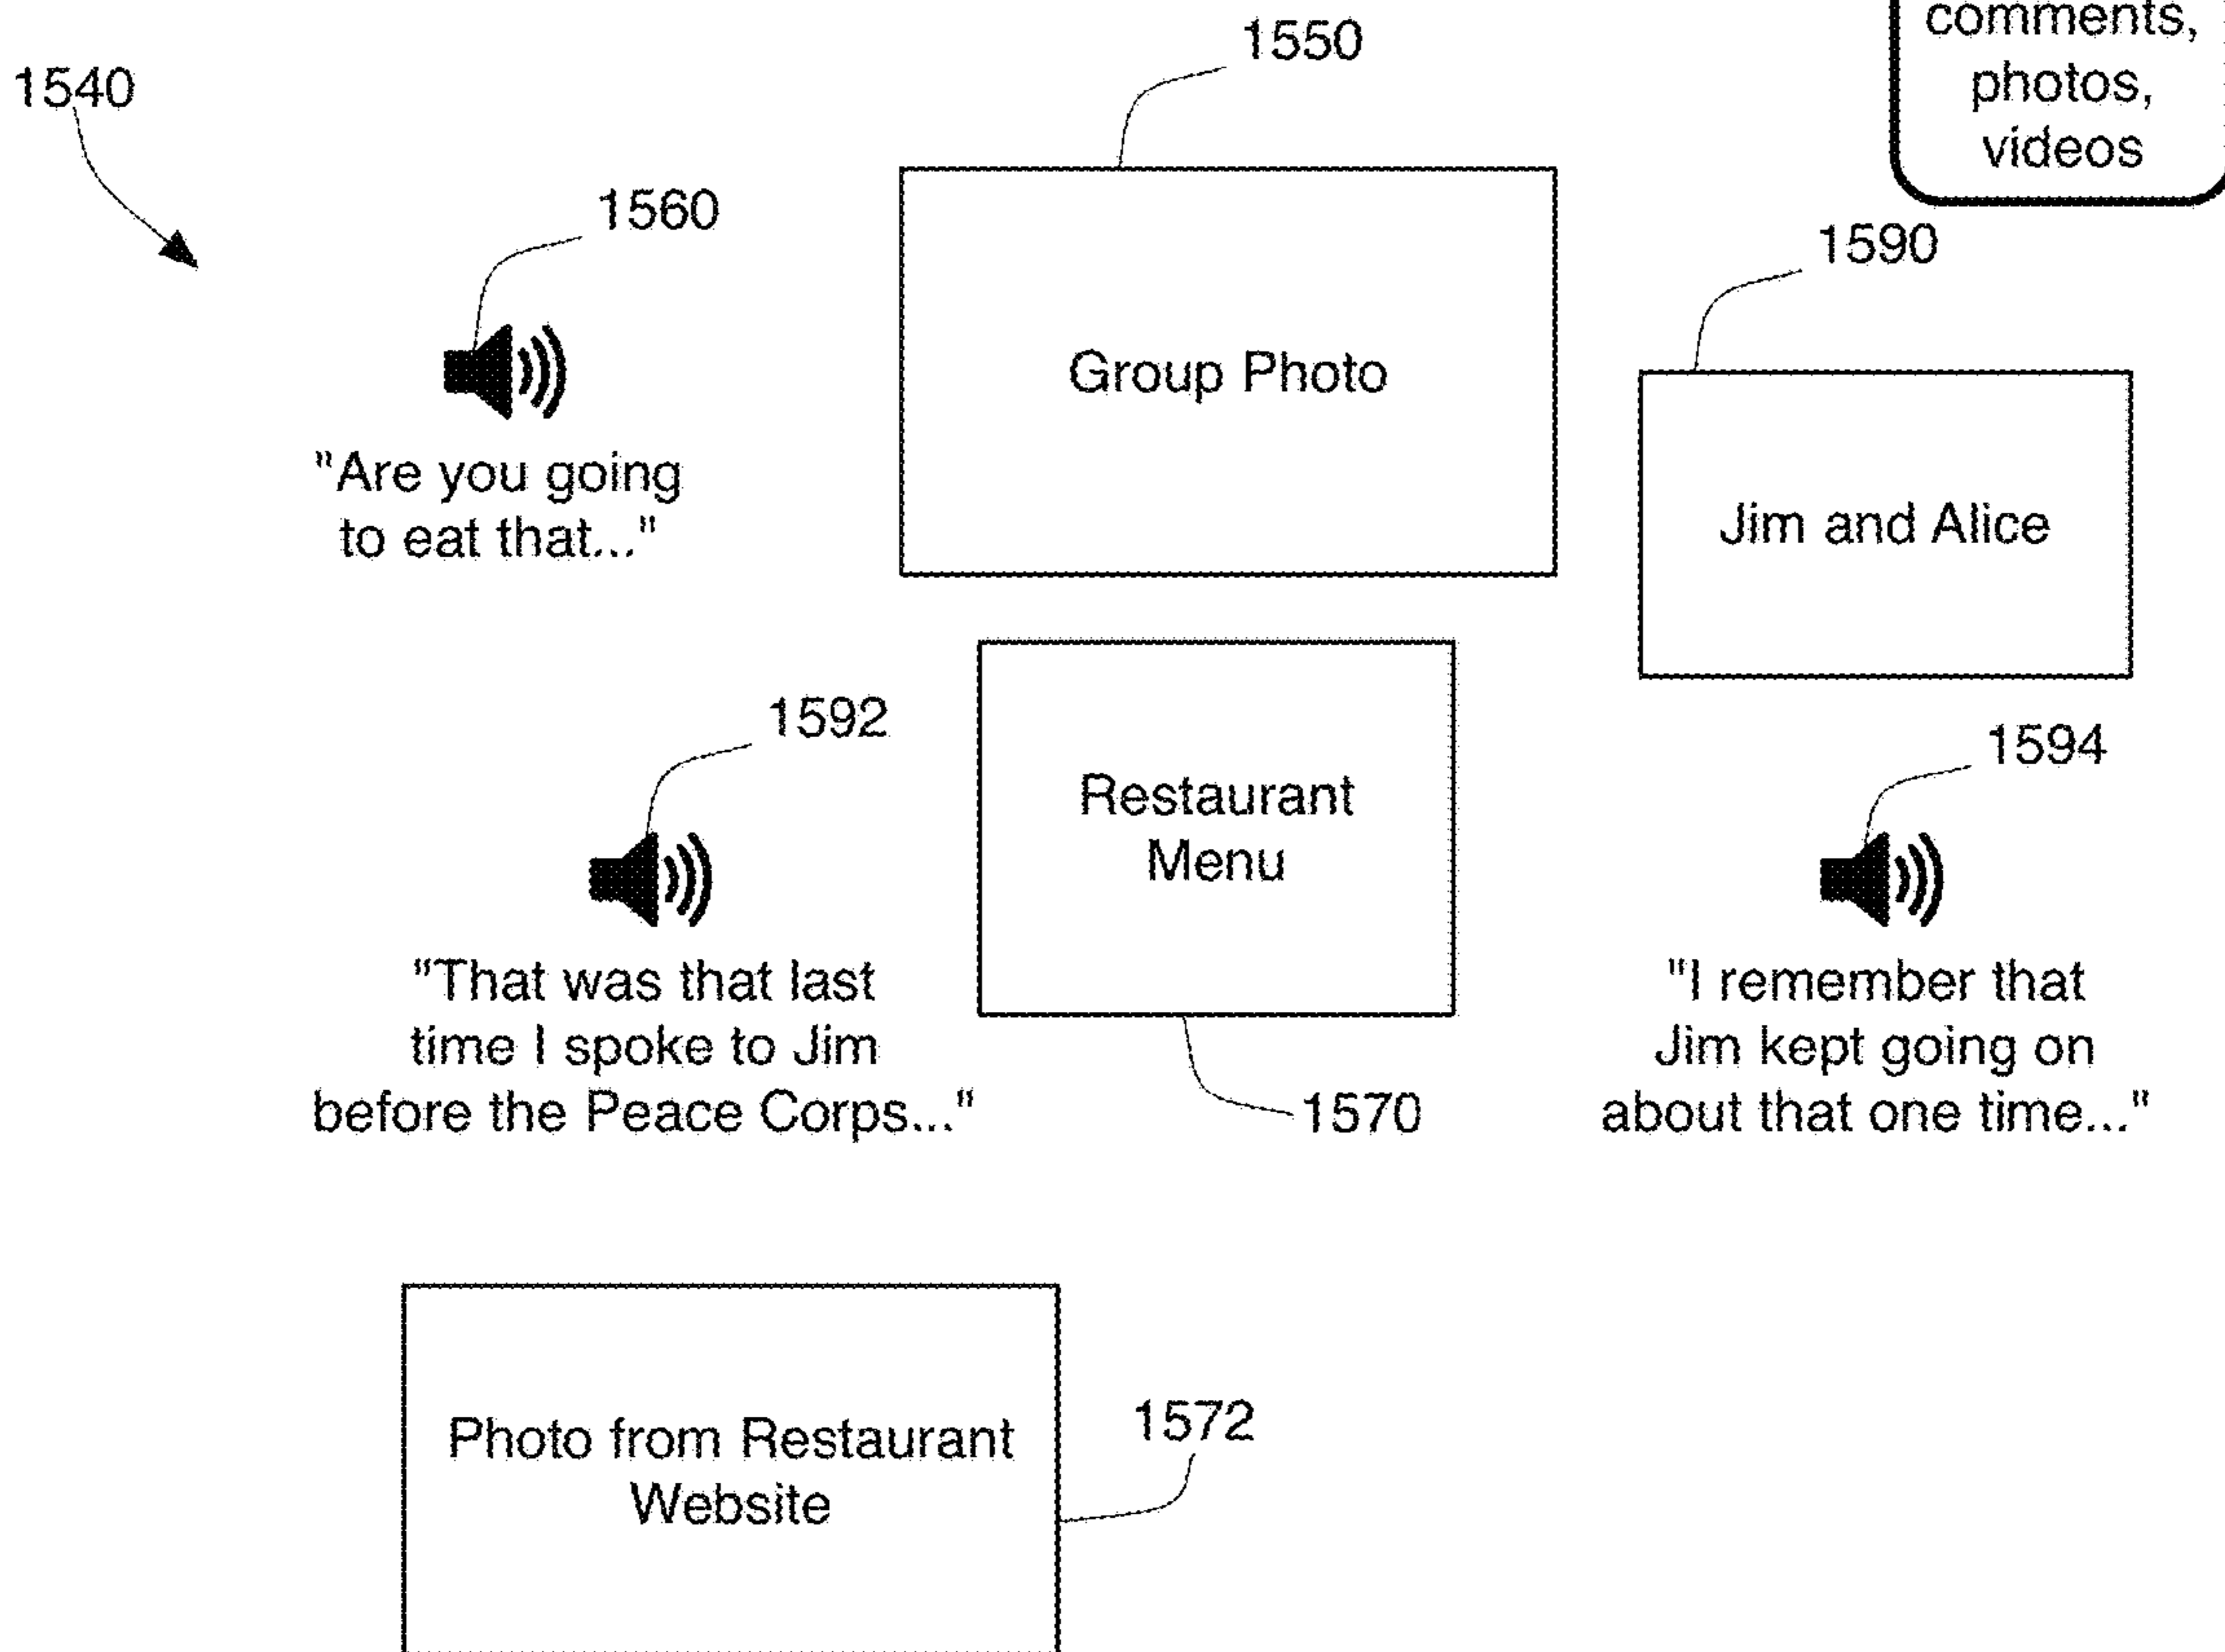 comments,
photos,
videos
1540
1550
1560
1590
Group Photo
"Are you going
to eat that..."
Jim and Alice
1592
1594
Restaurant
Menu
"That was that last
time I spoke to Jim
before the Peace Corps..."
"I remember that
Jim kept going on
about that one time..."
1570
Photo from Restaurant
Website
1572